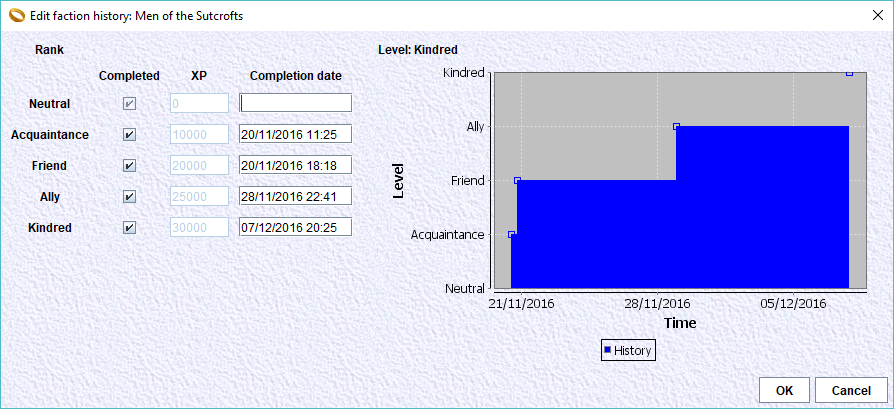 Edit faction history: Men of the Sutcrofts
Rank
Completed XP Completion date
Neutral 0
Acquaintance 10000 20/11/2016 11:25
Friend 20000 20/11/2016 18:18
Ally 25000 28/11/2016 22:41
Kindred 30000 07/12/2016 20:25
Level: Kindred
Kindred
Ally
Friend
Acquaintance
Neutral
Level
21/11/2016 28/11/2016 05/12/2016
Time
History
OK Cancel